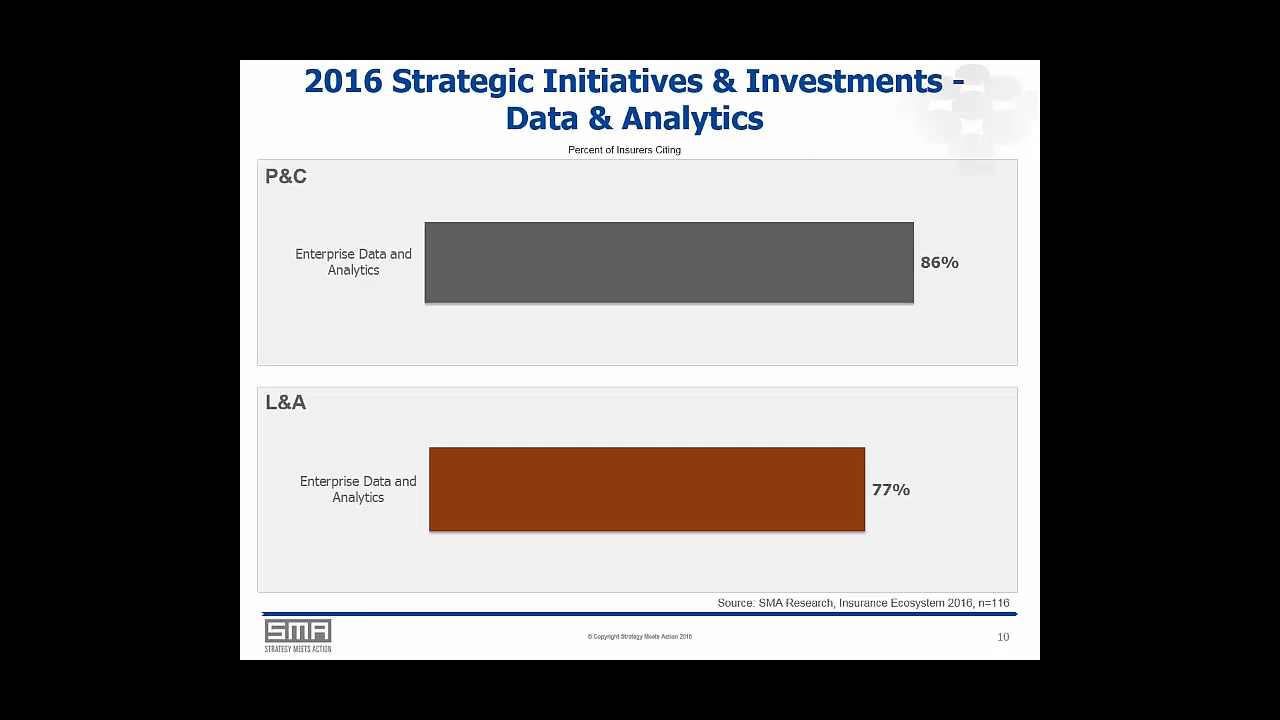 2016 Strategic Initiatives & Investments -
Data & Analytics
Percent of Insurers Citing
P&C
Enterprise Data and
Analytics
86%
L&A
Enterprise Data and
Analytics
77%
Source: SMA Research, Insurance Ecosystem 2016, n=116
SMA
STRATEGY MEETS ACTION
© Copyright Strategy Meets Action 2016
10